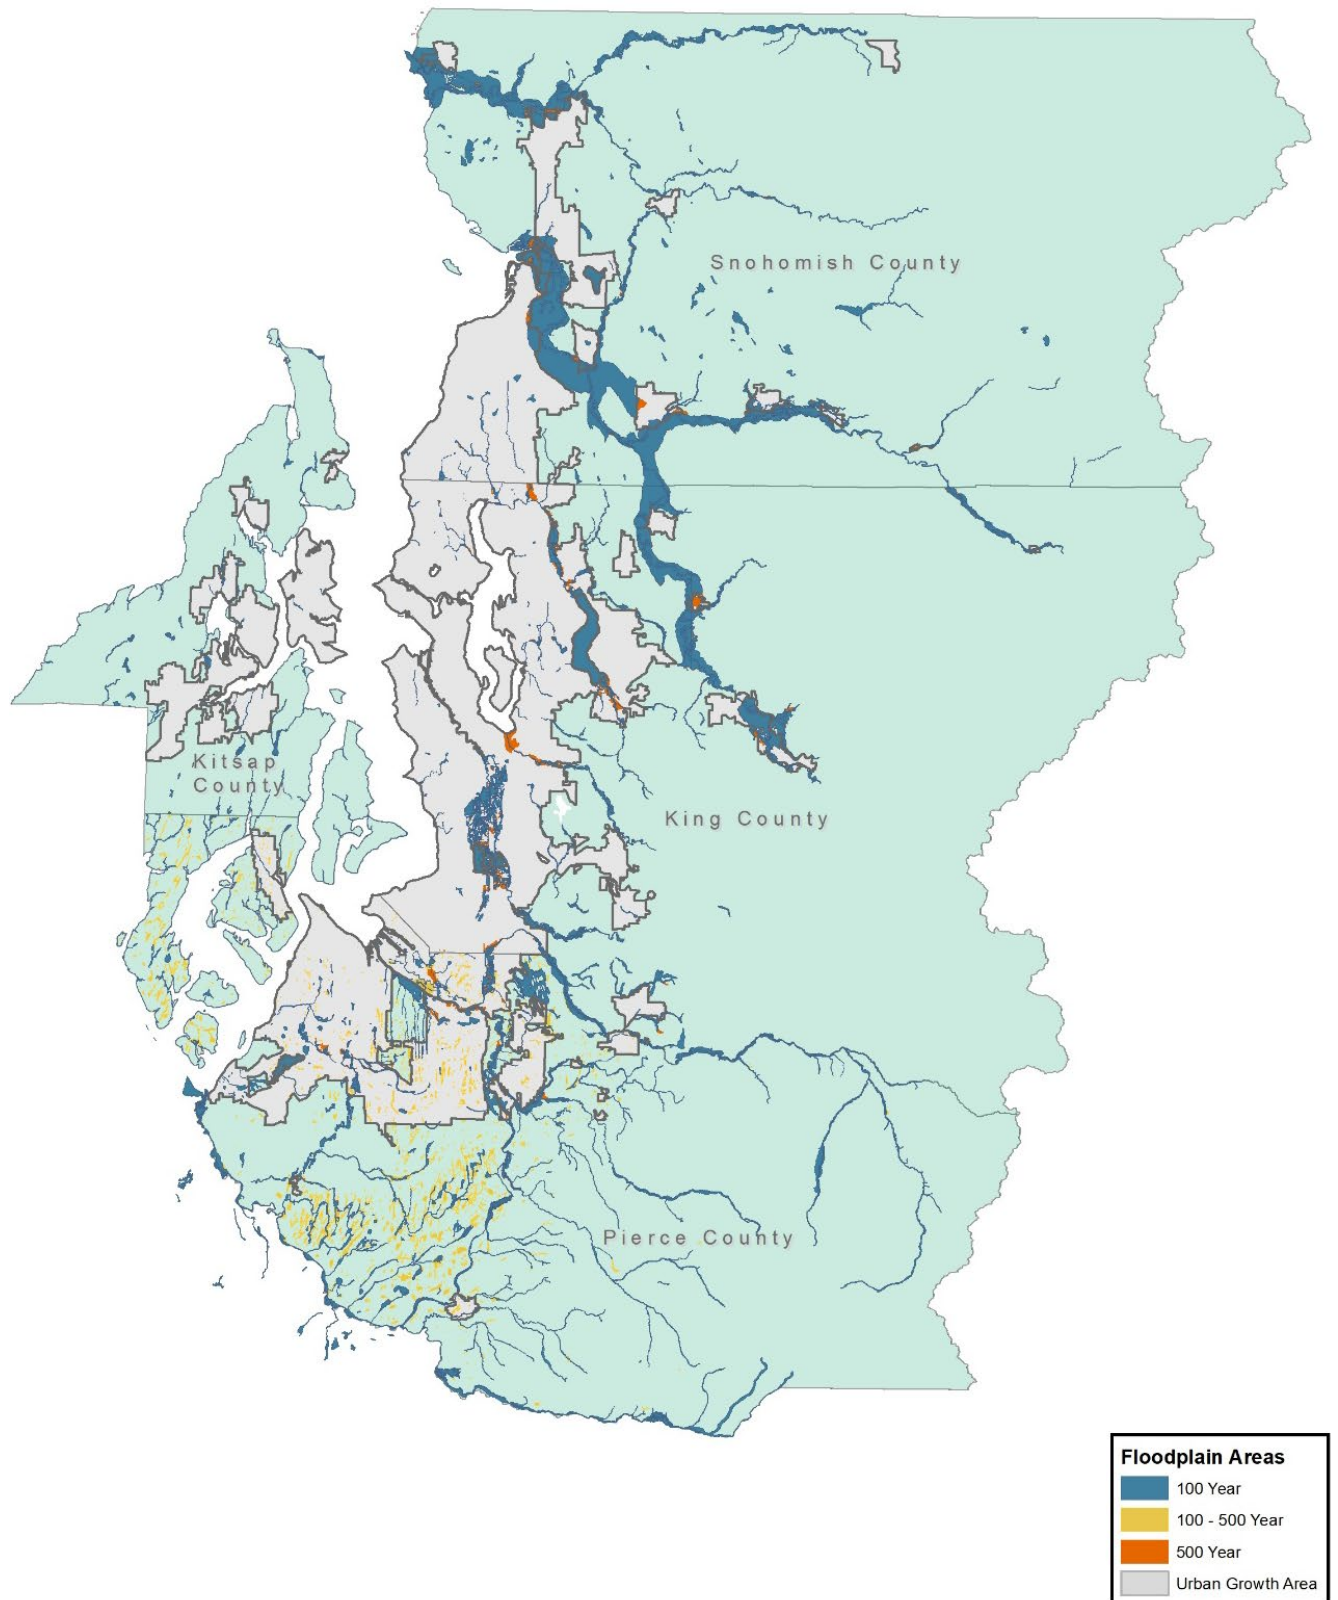 Snohomish County
Kitsap
County
King County
Pierce County
Floodplain Areas
100 Year
100 - 500 Year
500 Year
Urban Growth Area